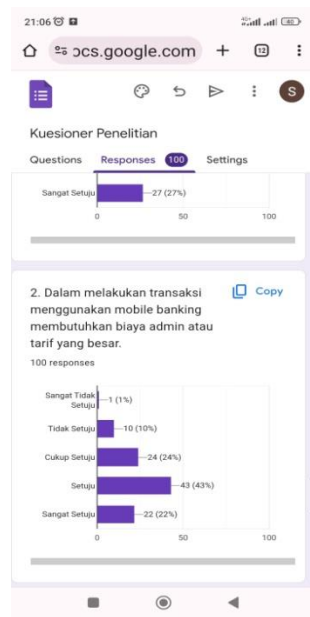 21:06
40
ocs.google.com
12
S
Kuesioner Penelitian
Questions Responses 100 Settings
Sangat Setuju 27 (27%)
0 50 100
2. Dalam melakukan transaksi
Copy
menggunakan mobile banking
membutuhkan biaya admin atau
tarif yang besar.
100 responses
Sangat Tidak
Setuju 1 (1%)
Tidak Setuju 10 (10%)
Cukup Setuju 24 (24%)
Setuju 43 (43%)
Sangat Setuju 22 (22%)
0 50 100